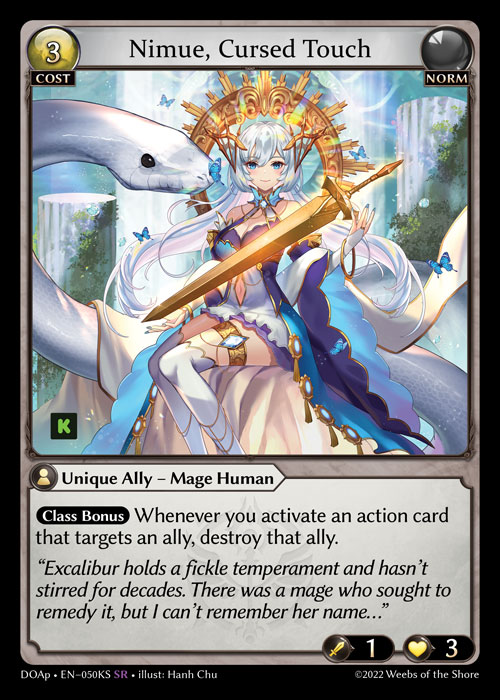 3
Nimue, Cursed Touch
COST
NORM
K
Unique Ally – Mage Human
Class Bonus Whenever you activate an action card
that targets an ally, destroy that ally.
“Excalibur holds a fickle temperament and hasn’t
stirred for decades. There was a mage who sought to
remedy it, but I can’t remember her name…”
1
3
DOAp • EN–050KS SR • illust: Hanh Chu
©2022 Weebs of the Shore